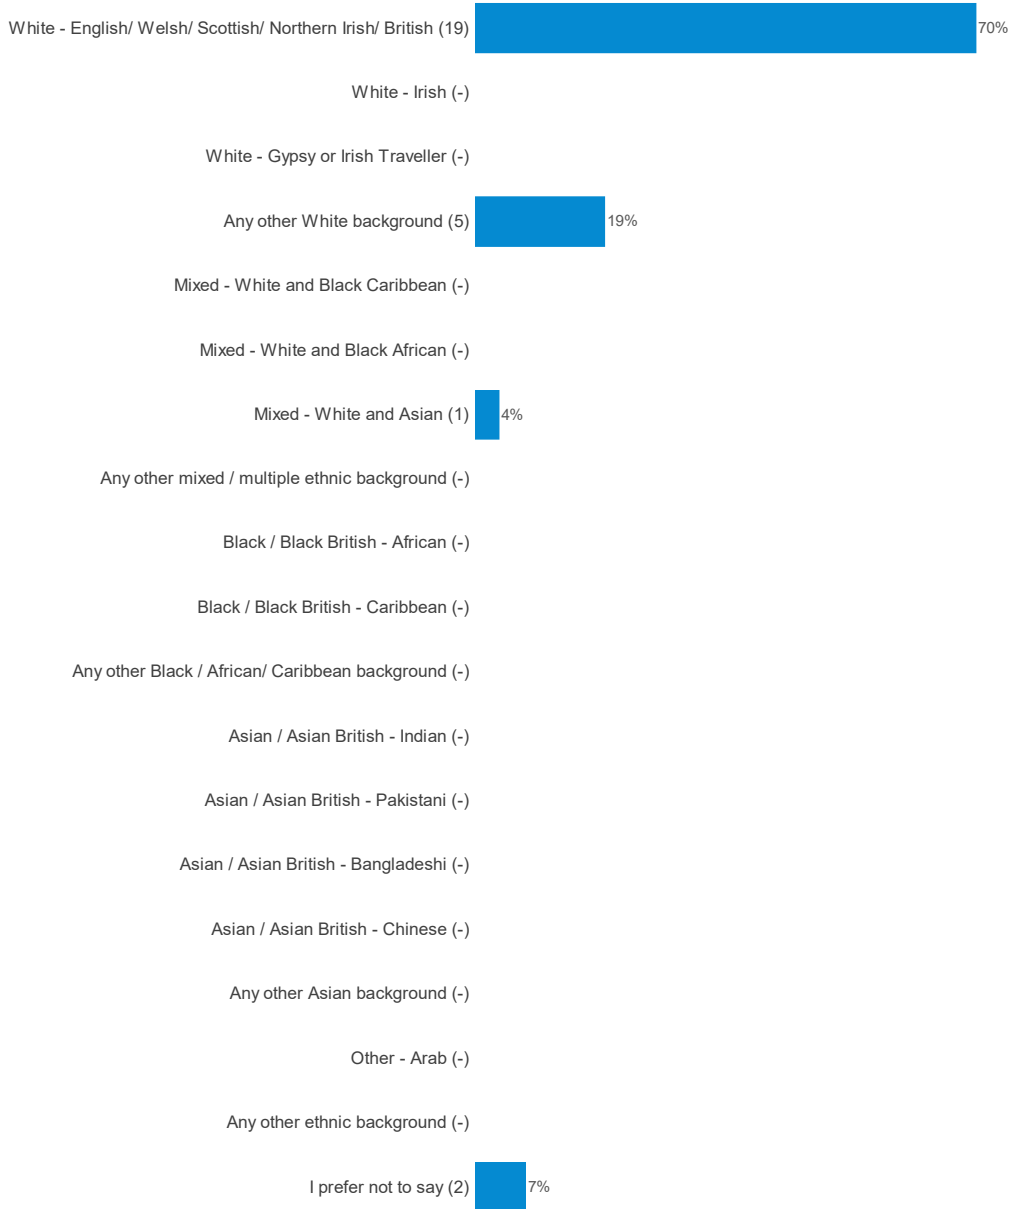 White - English/ Welsh/ Scottish/ Northern Irish/ British (19) 70%
White - Irish (-)
White - Gypsy or Irish Traveller (-)
Any other White background (5) 19%
Mixed - White and Black Caribbean (-)
Mixed - White and Black African (-)
Mixed - White and Asian (1) 4%
Any other mixed / multiple ethnic background (-)
Black / Black British - African (-)
Black / Black British - Caribbean (-)
Any other Black / African/ Caribbean background (-)
Asian / Asian British - Indian (-)
Asian / Asian British - Pakistani (-)
Asian / Asian British - Bangladeshi (-)
Asian / Asian British - Chinese (-)
Any other Asian background (-)
Other - Arab (-)
Any other ethnic background (-)
I prefer not to say (2) 7%